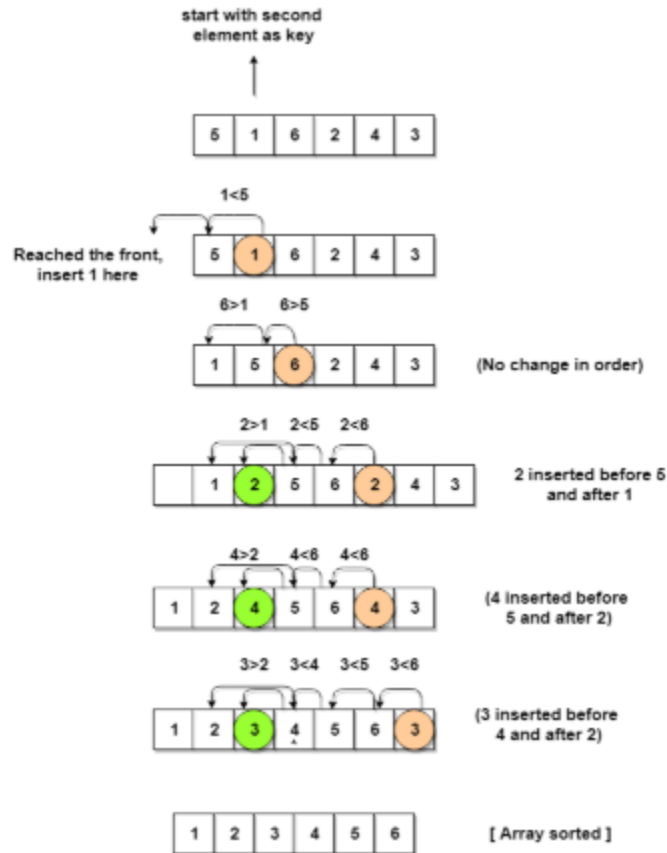 start with second
element as key
5 1 6 2 4 3
1<5
5 1 6 2 4 3
Reached the front,
insert 1 here
6>1 6>5
1 5 6 2 4 3
(No change in order)
2>1 2<5 2<6
1 2 5 6 2 4 3
2 inserted before 5
and after 1
4>2 4<6 4<6
1 2 4 5 6 4 3
(4 inserted before
5 and after 2)
3>2 3<4 3<5 3<6
1 2 3 4 5 6 3
(3 inserted before
4 and after 2)
1 2 3 4 5 6
[ Array sorted ]